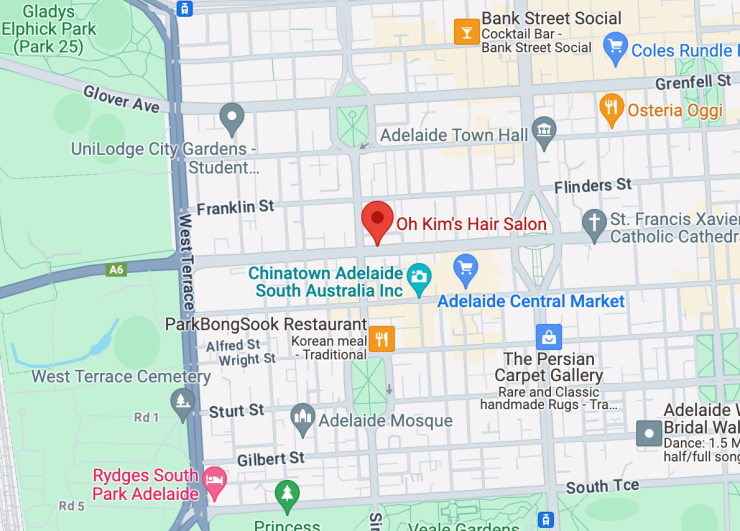 Gladys
Elphick Park
(Park 25)
Bank Street Social
Cocktail Bar -
Bank Street Social
Coles Rundle
Grenfell St
Glover Ave
Osteria Oggi
UniLodge City Gardens -
Student...
Adelaide Town Hall
Flinders St
Franklin St
West Terrace
Oh Kim's Hair Salon
St. Francis Xavier
Catholic Cathedra
A6
Chinatown Adelaide
South Australia Inc
Adelaide Central Market
ParkBongSook Restaurant
Korean meal
- Traditional
Alfred St
Wright St
The Persian
Carpet Gallery
Rare and Classic
handmade Rugs - Tra...
West Terrace Cemetery
Rd 1
Sturt St
Adelaide Mosque
Adelaide W
Bridal Wal
Dance: 1.5 M
half/full song
Gilbert St
Rydges South
Park Adelaide
South Tce
Rd 5
Princess
Veale Gardens